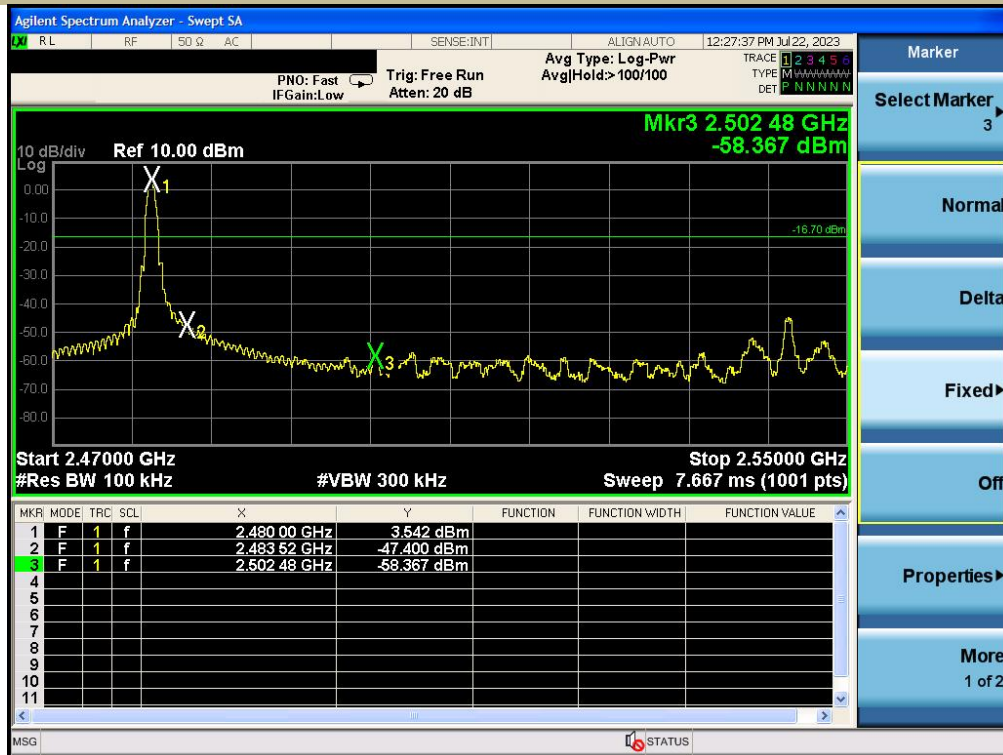 Agilent Spectrum Analyzer - Swept SA
LXI RL RF 50 Ω AC SENSE:INT ALIGN AUTO 12:27:37 PM Jul 22, 2023
PNO: Fast IFGain:Low Trig: Free Run Atten: 20 dB Avg Type: Log-Pwr Avg|Hold:> 100/100 TRACE 1 2 3 4 5 6 TYPE M DET P N N N N N
Mkr3 2.502 48 GHz
-58.367 dBm
10 dB/div Ref 10.00 dBm
Log
0.00
-10.0
-20.0
-30.0
-40.0
-50.0
-60.0
-70.0
-80.0
1
2
3
-16.70 dBm
Start 2.47000 GHz Stop 2.55000 GHz
#Res BW 100 kHz #VBW 300 kHz Sweep 7.667 ms (1001 pts)
MKR MODE TRC SCL X Y FUNCTION FUNCTION WIDTH FUNCTION VALUE
1 F 1 f 2.480 00 GHz 3.542 dBm
2 F 1 f 2.483 52 GHz -47.400 dBm
3 F 1 f 2.502 48 GHz -58.367 dBm
4
5
6
7
8
9
10
11
MSG STATUS
Marker
Select Marker
3
Normal
Delta
Fixed
Off
Properties
More
1 of 2